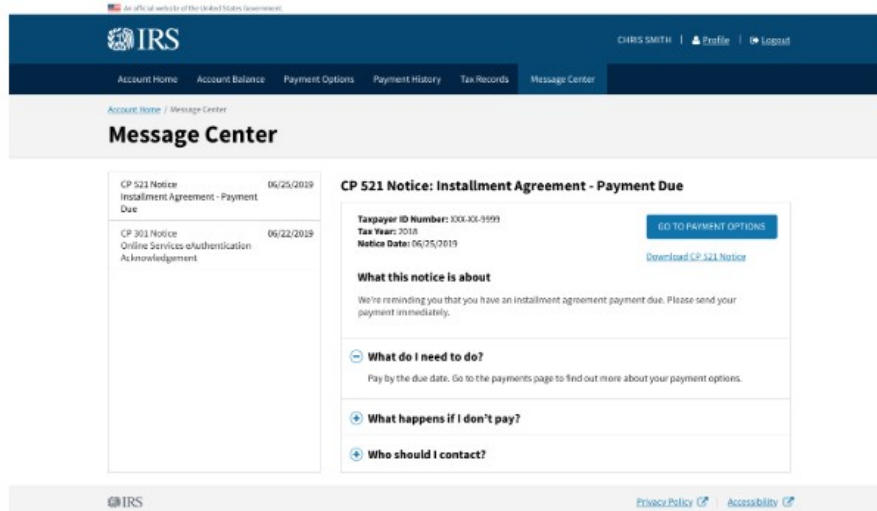 An official website of the United States Government
IRS
CHRIS SMITH | Profile | Logout
Account Home Account Balance Payment Options Payment History Tax Records Message Center
Account Home / Message Center
Message Center
CP 521 Notice 06/25/2019
Installment Agreement - Payment
Due
CP 301 Notice 06/22/2019
Online Services eAuthentication
Acknowledgement
CP 521 Notice: Installment Agreement - Payment Due
Taxpayer ID Number: XXX-XX-9999
Tax Year: 2018
Notice Date: 06/25/2019
GO TO PAYMENT OPTIONS
Download CP 521 Notice
What this notice is about
We're reminding you that you have an installment agreement payment due. Please send your
payment immediately.
What do I need to do?
Pay by the due date. Go to the payments page to find out more about your payment options.
What happens if I don't pay?
Who should I contact?
IRS
Privacy Policy | Accessibility